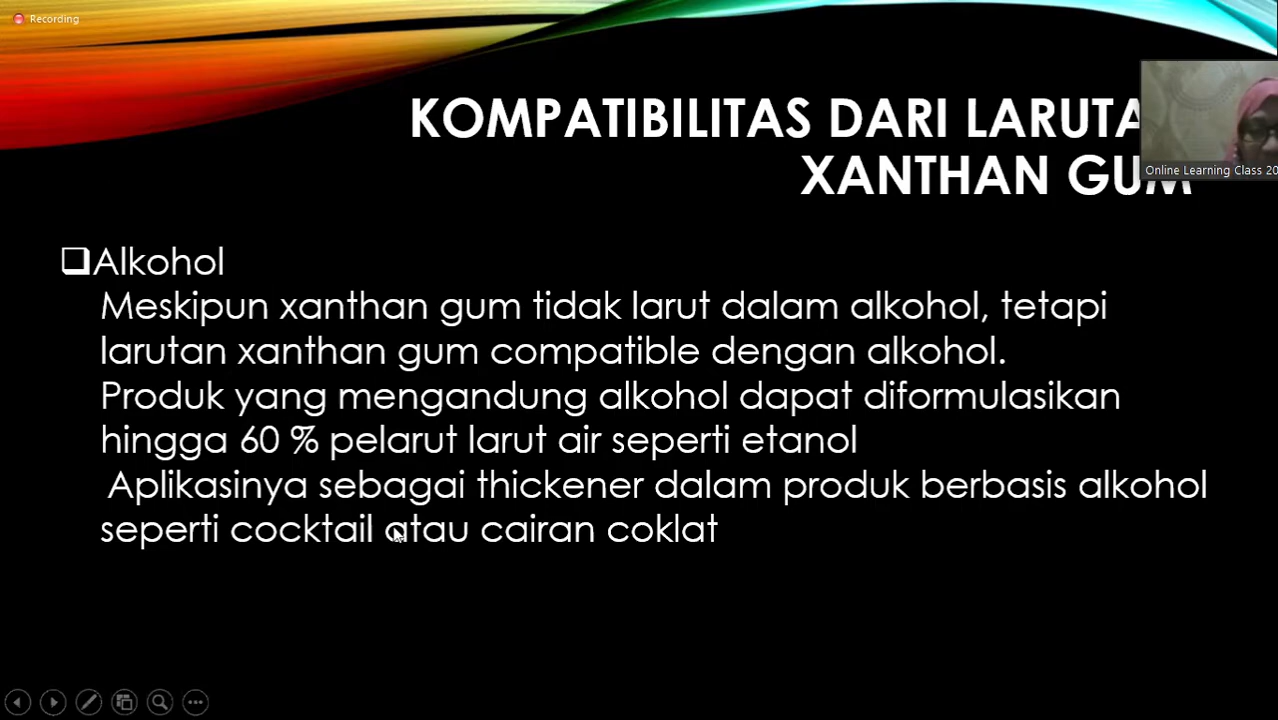 Recording
KOMPATIBILITAS DARI
XANTHAN GUM
Online Learning Class 20
❑Alkohol
Meskipun xanthan gum tidak larut dalam alkohol, tetapi
larutan xanthan gum compatible dengan alkohol.
Produk yang mengandung alkohol dapat diformulasikan
hingga 60 % pelarut larut air seperti etanol
Aplikasinya sebagai thickener dalam produk berbasis alkohol
seperti cocktail atau cairan coklat